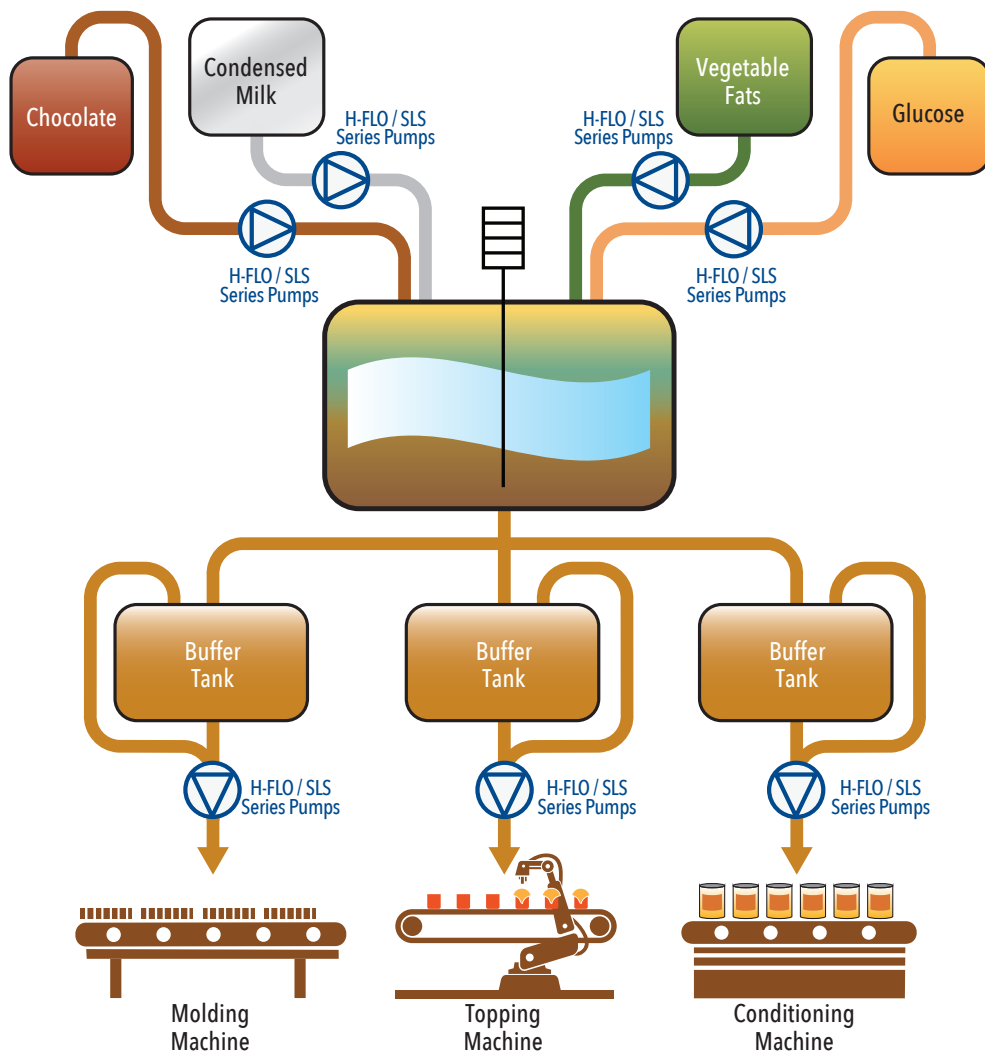 Chocolate
Condensed
Milk
Vegetable
Fats
Glucose
H-FLO / SLS
Series Pumps
H-FLO / SLS
Series Pumps
H-FLO / SLS
Series Pumps
H-FLO / SLS
Series Pumps
Buffer
Tank
Buffer
Tank
Buffer
Tank
H-FLO / SLS
Series Pumps
H-FLO / SLS
Series Pumps
H-FLO / SLS
Series Pumps
Molding
Machine
Topping
Machine
Conditioning
Machine